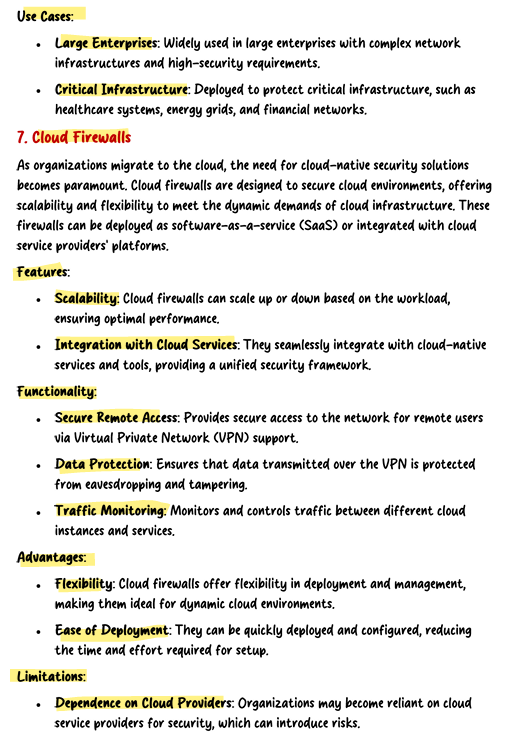 Use Cases:
• Large Enterprises: Widely used in large enterprises with complex network
infrastructures and high-security requirements.
• Critical Infrastructure: Deployed to protect critical infrastructure, such as
healthcare systems, energy grids, and financial networks.
7. Cloud Firewalls
As organizations migrate to the cloud, the need for cloud-native security solutions
becomes paramount. Cloud firewalls are designed to secure cloud environments, offering
scalability and flexibility to meet the dynamic demands of cloud infrastructure. These
firewalls can be deployed as software-as-a-service (SaaS) or integrated with cloud
service providers' platforms.
Features:
• Scalability: Cloud firewalls can scale up or down based on the workload,
ensuring optimal performance.
• Integration with Cloud Services: They seamlessly integrate with cloud-native
services and tools, providing a unified security framework.
Functionality:
• Secure Remote Access: Provides secure access to the network for remote users
via Virtual Private Network (VPN) support.
• Data Protection: Ensures that data transmitted over the VPN is protected
from eavesdropping and tampering.
• Traffic Monitoring: Monitors and controls traffic between different cloud
instances and services.
Advantages:
• Flexibility: Cloud firewalls offer flexibility in deployment and management,
making them ideal for dynamic cloud environments.
• Ease of Deployment: They can be quickly deployed and configured, reducing
the time and effort required for setup.
Limitations:
• Dependence on Cloud Providers: Organizations may become reliant on cloud
service providers for security, which can introduce risks.